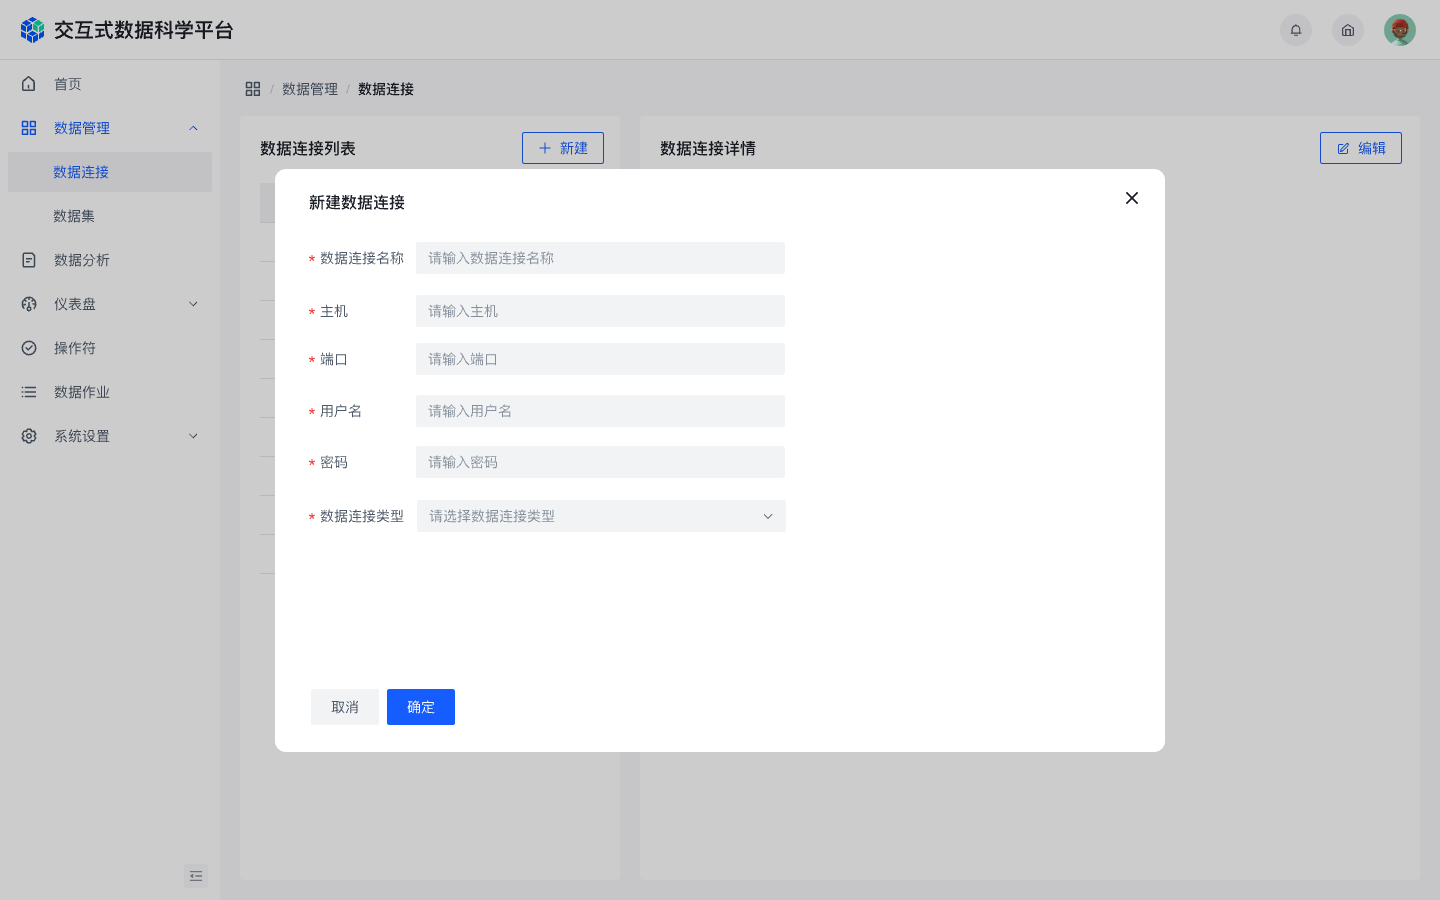 交互式数据科学平台
首页
数据管理
数据连接
数据集
数据分析
仪表盘
操作符
数据作业
系统设置
/ 数据管理 / 数据连接
数据连接列表
新建
数据连接详情
编辑
新建数据连接
* 数据连接名称 请输入数据连接名称
* 主机 请输入主机
* 端口 请输入端口
* 用户名 请输入用户名
* 密码 请输入密码
* 数据连接类型 请选择数据连接类型
取消 确定